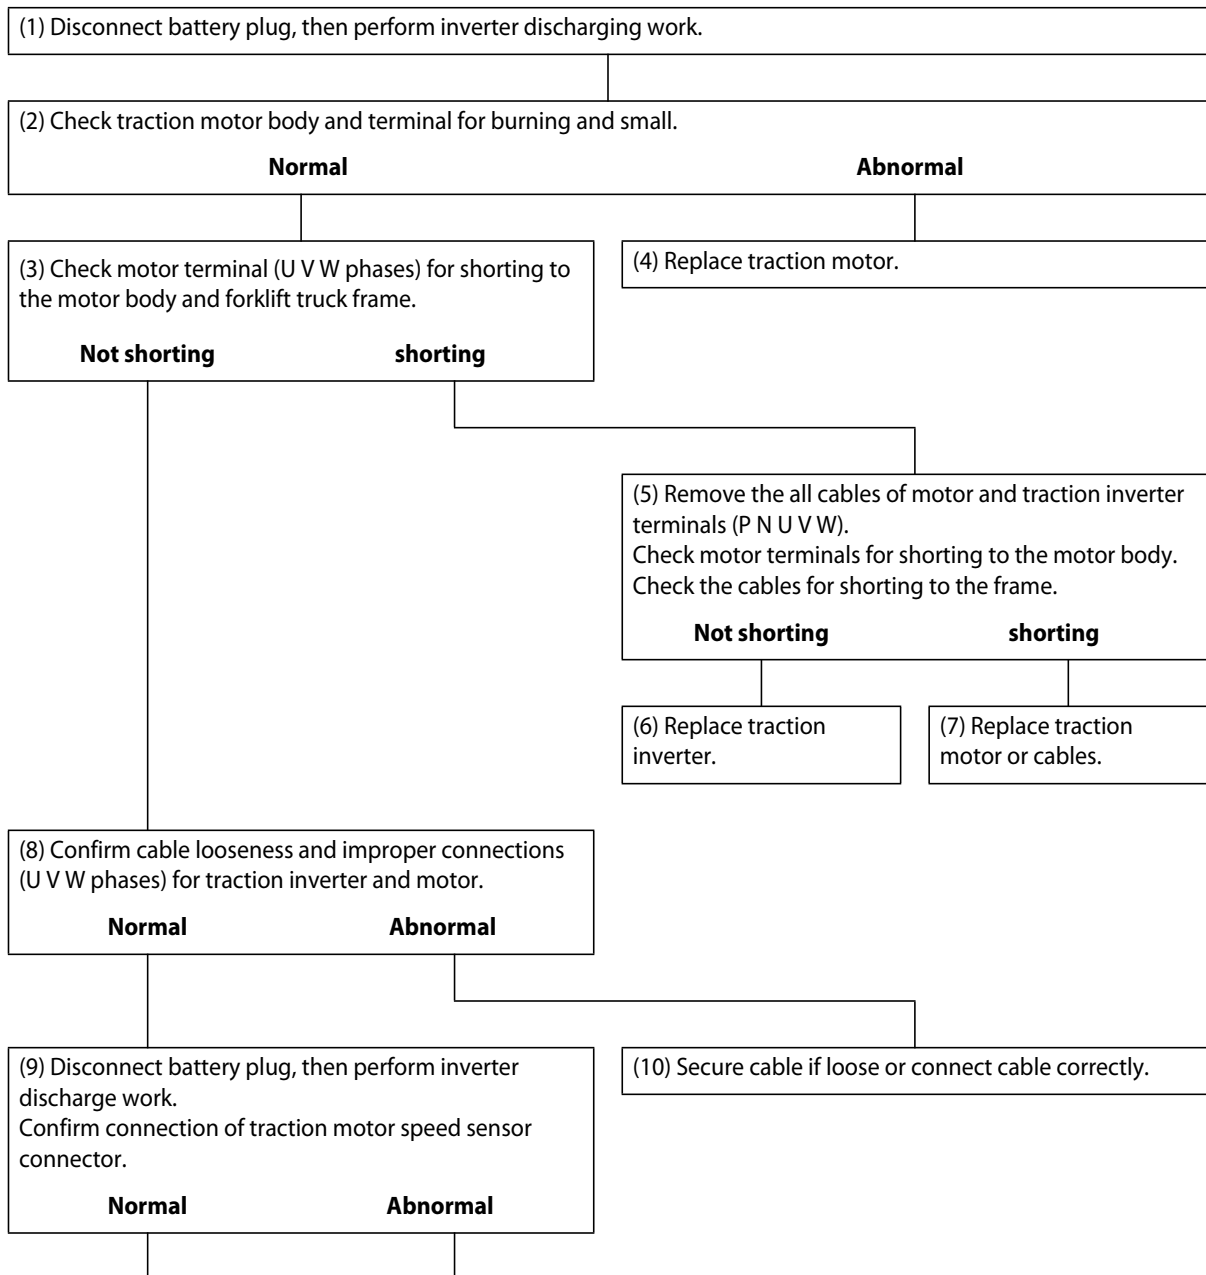 (1) Disconnect battery plug, then perform inverter discharging work.
(2) Check traction motor body and terminal for burning and small.
Normal
Abnormal
(3) Check motor terminal (U V W phases) for shorting to
the motor body and forklift truck frame.
Not shorting
shorting
(4) Replace traction motor.
(5) Remove the all cables of motor and traction inverter
terminals (P N U V W).
Check motor terminals for shorting to the motor body.
Check the cables for shorting to the frame.
Not shorting
shorting
(6) Replace traction
inverter.
(7) Replace traction
motor or cables.
(8) Confirm cable looseness and improper connections
(U V W phases) for traction inverter and motor.
Normal
Abnormal
(9) Disconnect battery plug, then perform inverter
discharge work.
Confirm connection of traction motor speed sensor
connector.
Normal
Abnormal
(10) Secure cable if loose or connect cable correctly.